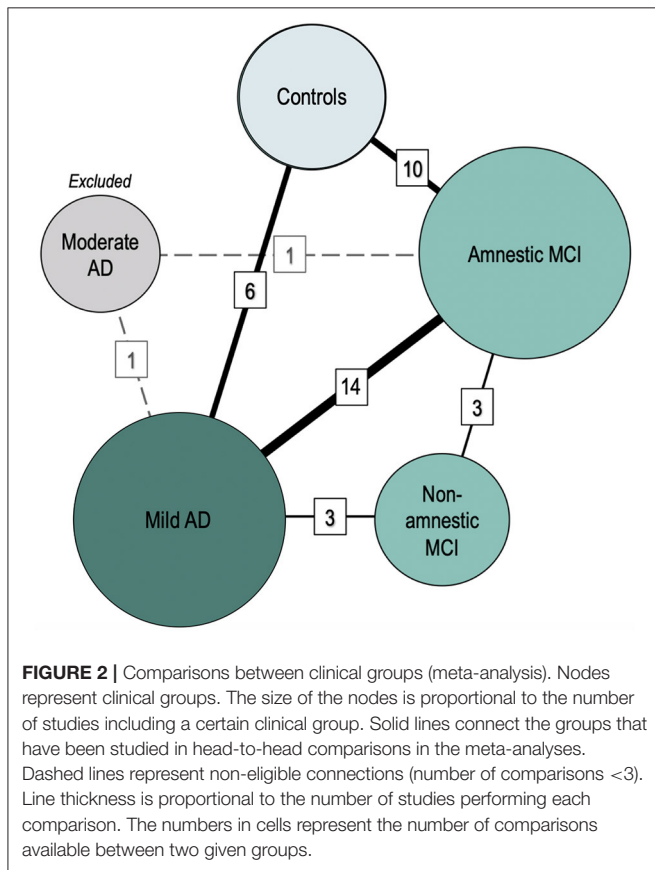 Controls
10
Excluded
Moderate
AD
1
Amnestic MCI
6
1
14
3
Mild AD
3
Non-
amnestic
MCI
FIGURE 2 | Comparisons between clinical groups (meta-analysis). Nodes
represent clinical groups. The size of the nodes is proportional to the number
of studies including a certain clinical group. Solid lines connect the groups that
have been studied in head-to-head comparisons in the meta-analyses.
Dashed lines represent non-eligible connections (number of comparisons <3).
Line thickness is proportional to the number of studies performing each
comparison. The numbers in cells represent the number of comparisons
available between two given groups.